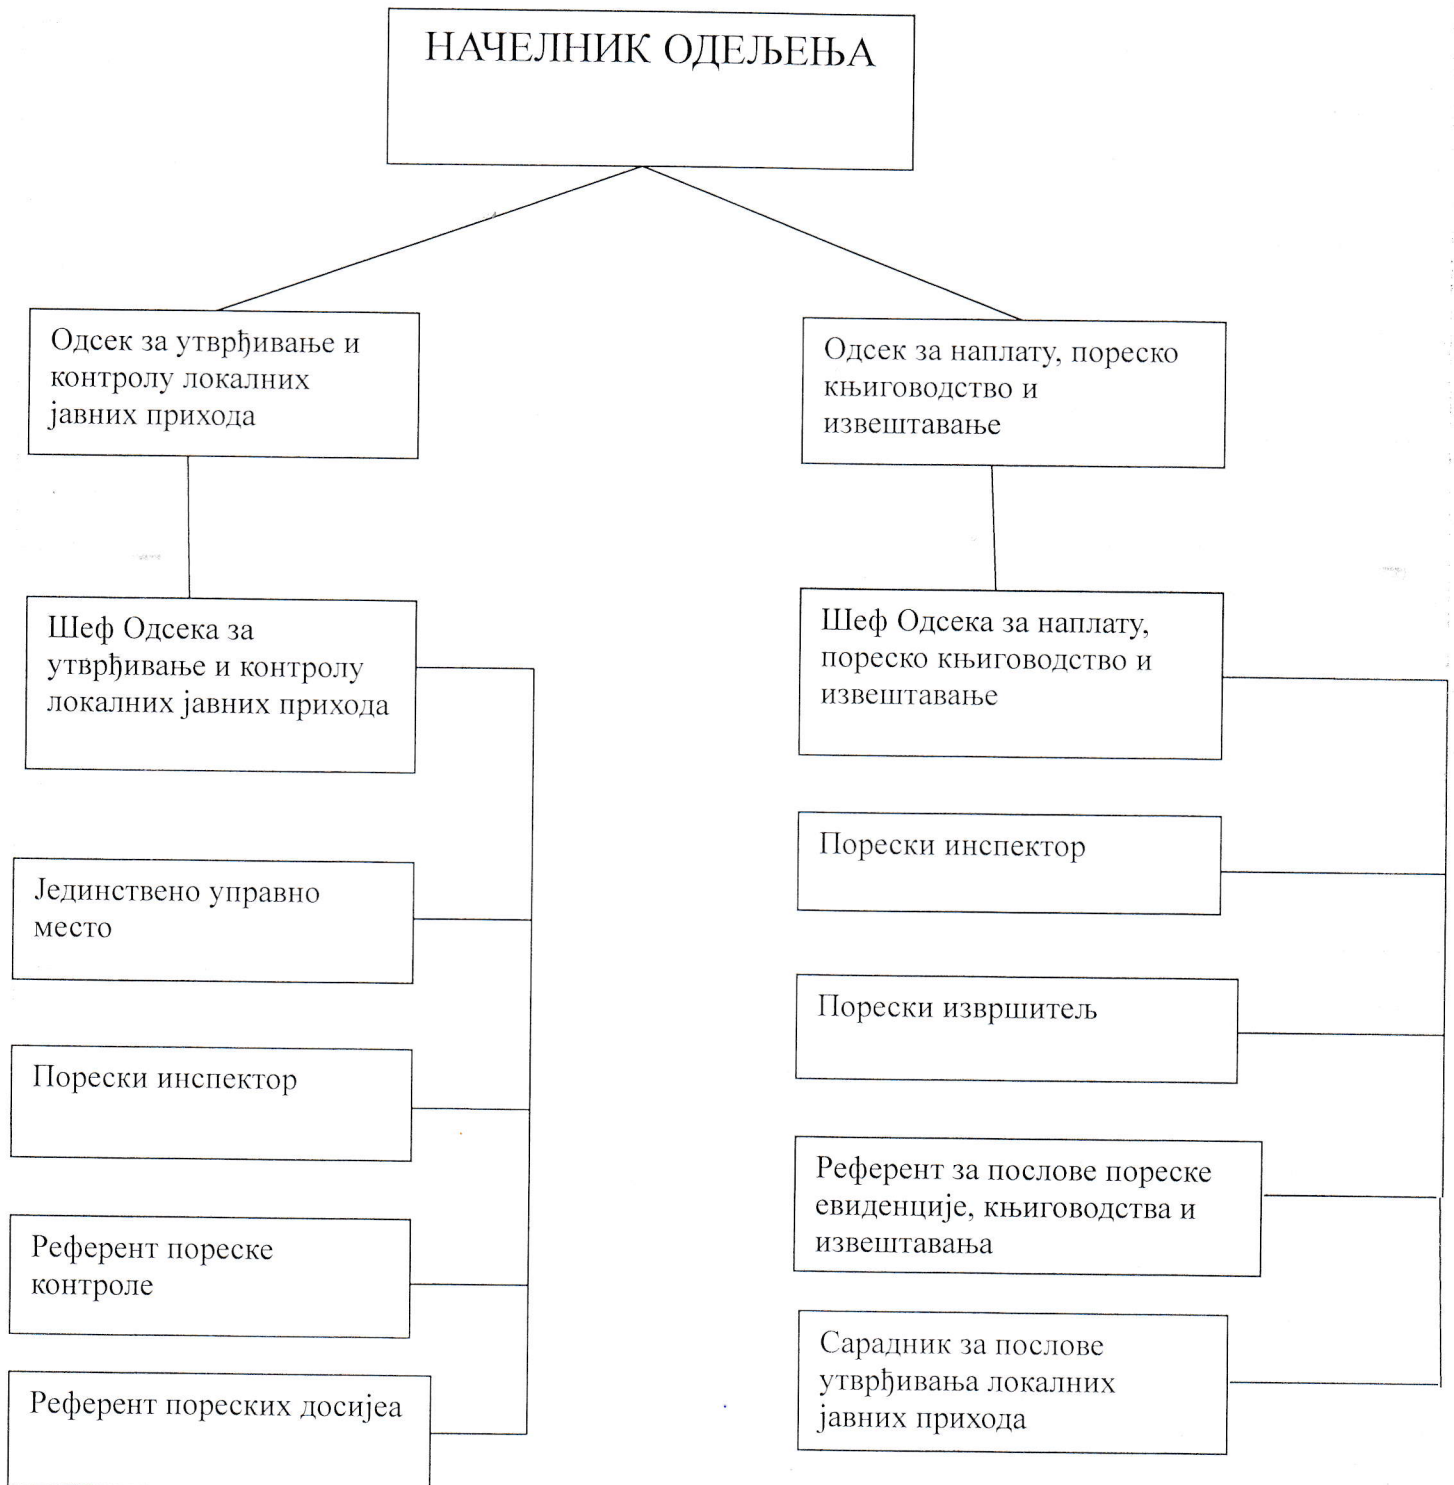 НАЧЕЛНИК ОДЕЉЕЊА
Одсек за утврђивање и
контролу локалних
јавних прихода
Одсек за наплату, пореско
књиговодство и
извештавање
Шеф Одсека за
утврђивање и контролу
локалних јавних прихода
Шеф Одсека за наплату,
пореско књиговодство и
извештавање
Јединствено управно
место
Порески инспектор
Референт пореске
контроле
Референт пореских досијеа
Порески инспектор
Порески извршитељ
Референт за послове пореске
евиденције, књиговодства и
извештавања
Сарадник за послове
утврђивања локалних
јавних прихода